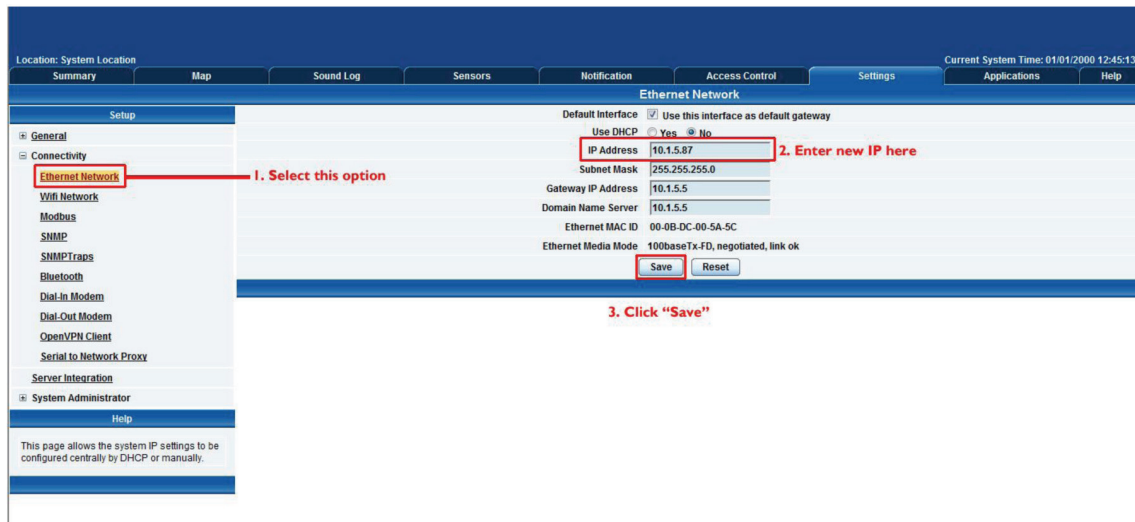 Location: System Location
Current System Time: 01/01/2000 12:45:13
Summary Map Sound Log Sensors Notification Access Control Settings Applications Help
Ethernet Network
Setup
General
Connectivity
Ethernet Network
Wifi Network
Modbus
SNMP
SNMPTraps
Bluetooth
Dial-In Modem
Dial-Out Modem
OpenVPN Client
Serial to Network Proxy
Server Integration
System Administrator
Help
This page allows the system IP settings to be
configured centrally by DHCP or manually.
1. Select this option
Default Interface Use this interface as default gateway
Use DHCP Yes No
IP Address 10.1.5.87 2. Enter new IP here
Subnet Mask 255.255.255.0
Gateway IP Address 10.1.5.5
Domain Name Server 10.1.5.5
Ethernet MAC ID 00-0B-DC-00-5A-5C
Ethernet Media Mode 100baseTx-FD, negotiated, link ok
Save Reset
3. Click “Save”